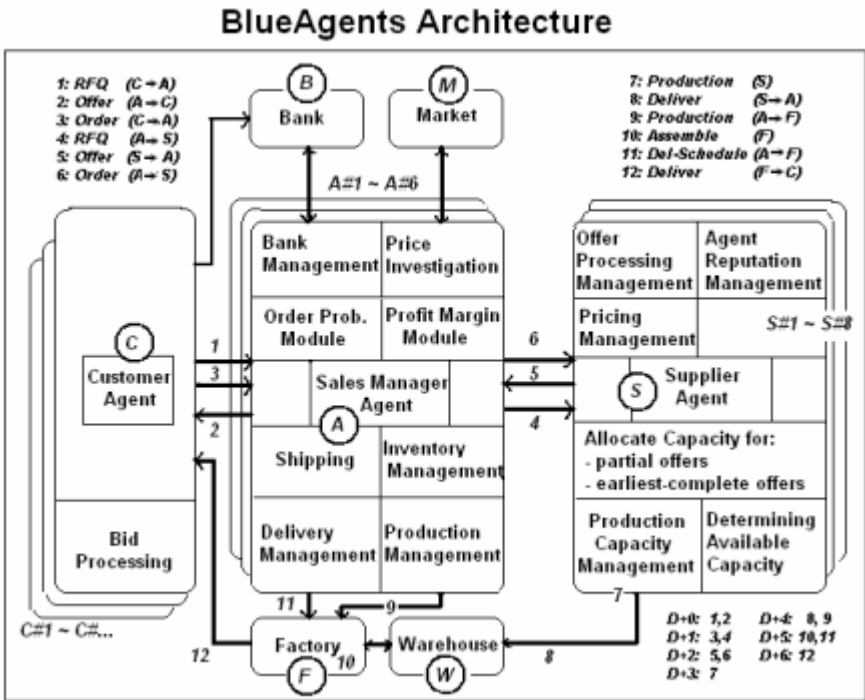 BlueAgents Architecture
1: RFQ (C→A)
2: Offer (A→C)
3: Order (C→A)
4: RFQ (A→S)
5: Offer (S→A)
6: Order (A→S)
B
Bank
M
Market
7: Production (S)
8: Deliver (S→A)
9: Production (A→F)
10: Assemble (F)
11: Del-Schedule (A→F)
12: Deliver (F→C)
A#1 ~ A#6
Bank
Management
Price
Investigation
Order Prob.
Module
Profit Margin
Module
Sales Manager
Agent
A
Shipping
Inventory
Management
Delivery
Management
Production
Management
C
Customer
Agent
Bid
Processing
C#1 ~ C#...
1
3
2
6
5
4
Offer
Processing
Management
Agent
Reputation
Management
Pricing
Management
S#1 ~ S#8
S
Supplier
Agent
Allocate Capacity for:
- partial offers
- earliest-complete offers
Production
Capacity
Management
Determining
Available
Capacity
11
9
7
12
Factory
10
F
Warehouse
W
8
D+0: 1,2
D+1: 3,4
D+2: 5,6
D+3: 7
D+4: 8, 9
D+5: 10,11
D+6: 12